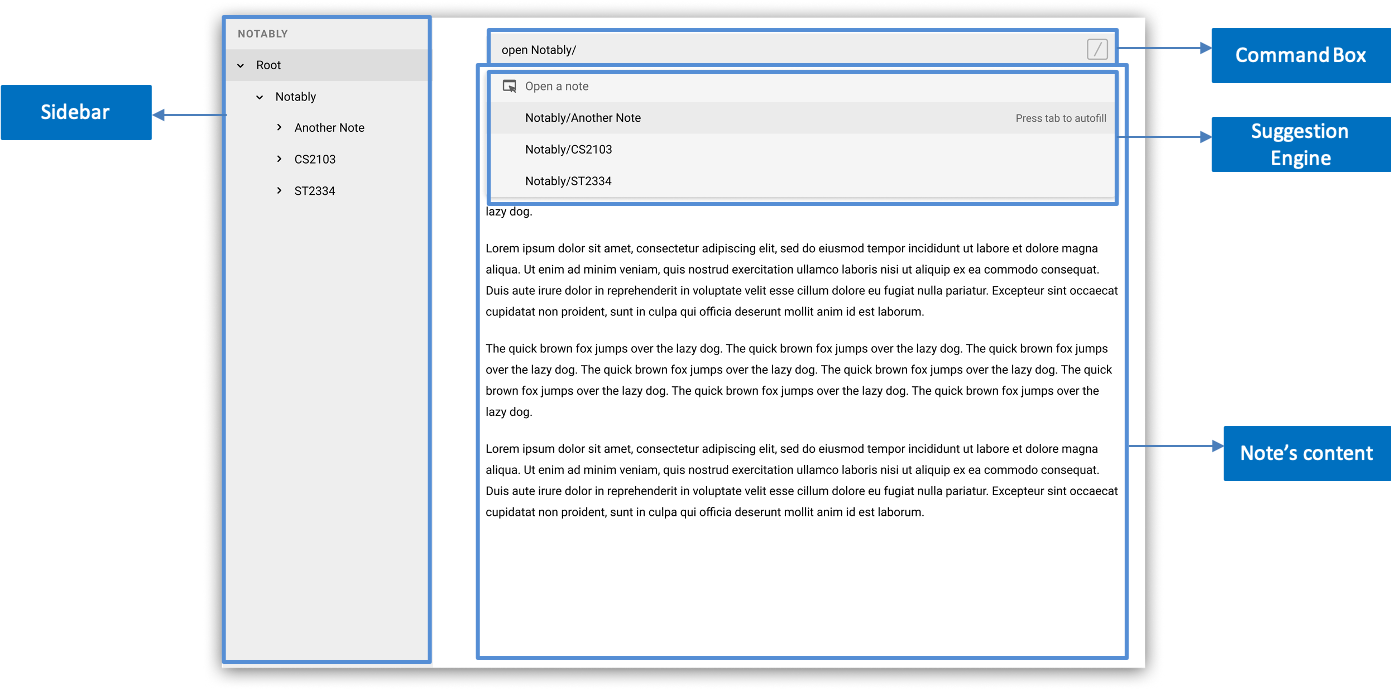 Sidebar
NOTABLY
Root
Notably
Another Note
CS2103
ST2334
open Notably/
/
Open a note
Notably/Another Note
Press tab to autofill
Notably/CS2103
Notably/ST2334
lazy dog.
Lorem ipsum dolor sit amet, consectetur adipiscing elit, sed do eiusmod tempor incididunt ut labore et dolore magna
aliqua. Ut enim ad minim veniam, quis nostrud exercitation ullamco laboris nisi ut aliquip ex ea commodo consequat.
Duis aute irure dolor in reprehenderit in voluptate velit esse cillum dolore eu fugiat nulla pariatur. Excepteur sint occaecat
cupidatat non proident, sunt in culpa qui officia deserunt mollit anim id est laborum.
The quick brown fox jumps over the lazy dog. The quick brown fox jumps over the lazy dog. The quick brown fox jumps
over the lazy dog. The quick brown fox jumps over the lazy dog. The quick brown fox jumps over the lazy dog. The quick
brown fox jumps over the lazy dog. The quick brown fox jumps over the lazy dog. The quick brown fox jumps over the
lazy dog.
Lorem ipsum dolor sit amet, consectetur adipiscing elit, sed do eiusmod tempor incididunt ut labore et dolore magna
aliqua. Ut enim ad minim veniam, quis nostrud exercitation ullamco laboris nisi ut aliquip ex ea commodo consequat.
Duis aute irure dolor in reprehenderit in voluptate velit esse cillum dolore eu fugiat nulla pariatur. Excepteur sint occaecat
cupidatat non proident, sunt in culpa qui officia deserunt mollit anim id est laborum.
Command Box
Suggestion
Engine
Note's content